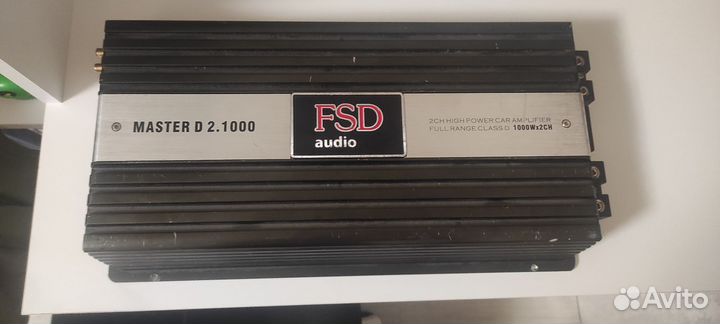 MASTER D 2.1000
FSD
audio
2CH HIGH POWER CAR AMPLIFIER
FULL RANGE CLASS D 1000Wx2CH
Avito